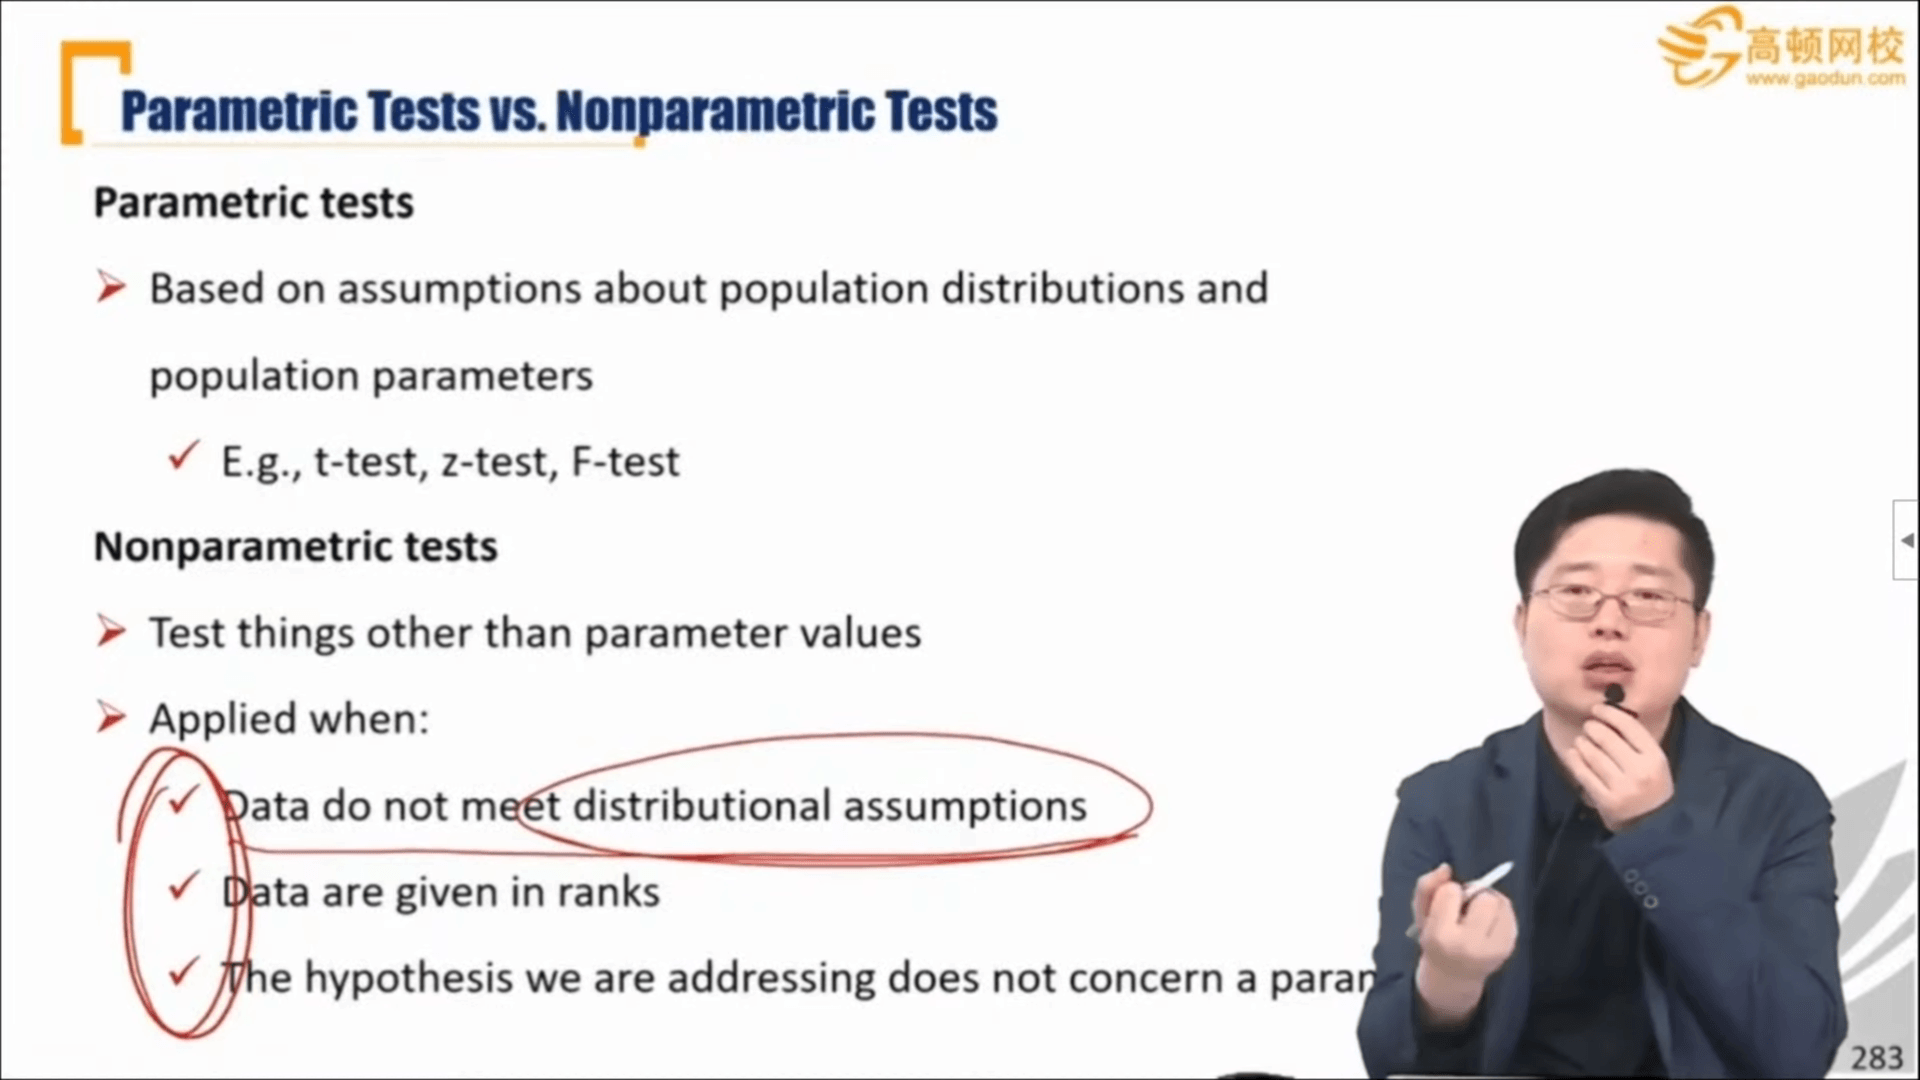 高顿网校
www.gaodun.com
Parametric Tests vs. Nonparametric Tests
Parametric tests
Based on assumptions about population distributions and
population parameters
E.g., t-test, z-test, F-test
Nonparametric tests
Test things other than parameter values
Applied when:
Data do not meet distributional assumptions
Data are given in ranks
The hypothesis we are addressing does not concern a param
283